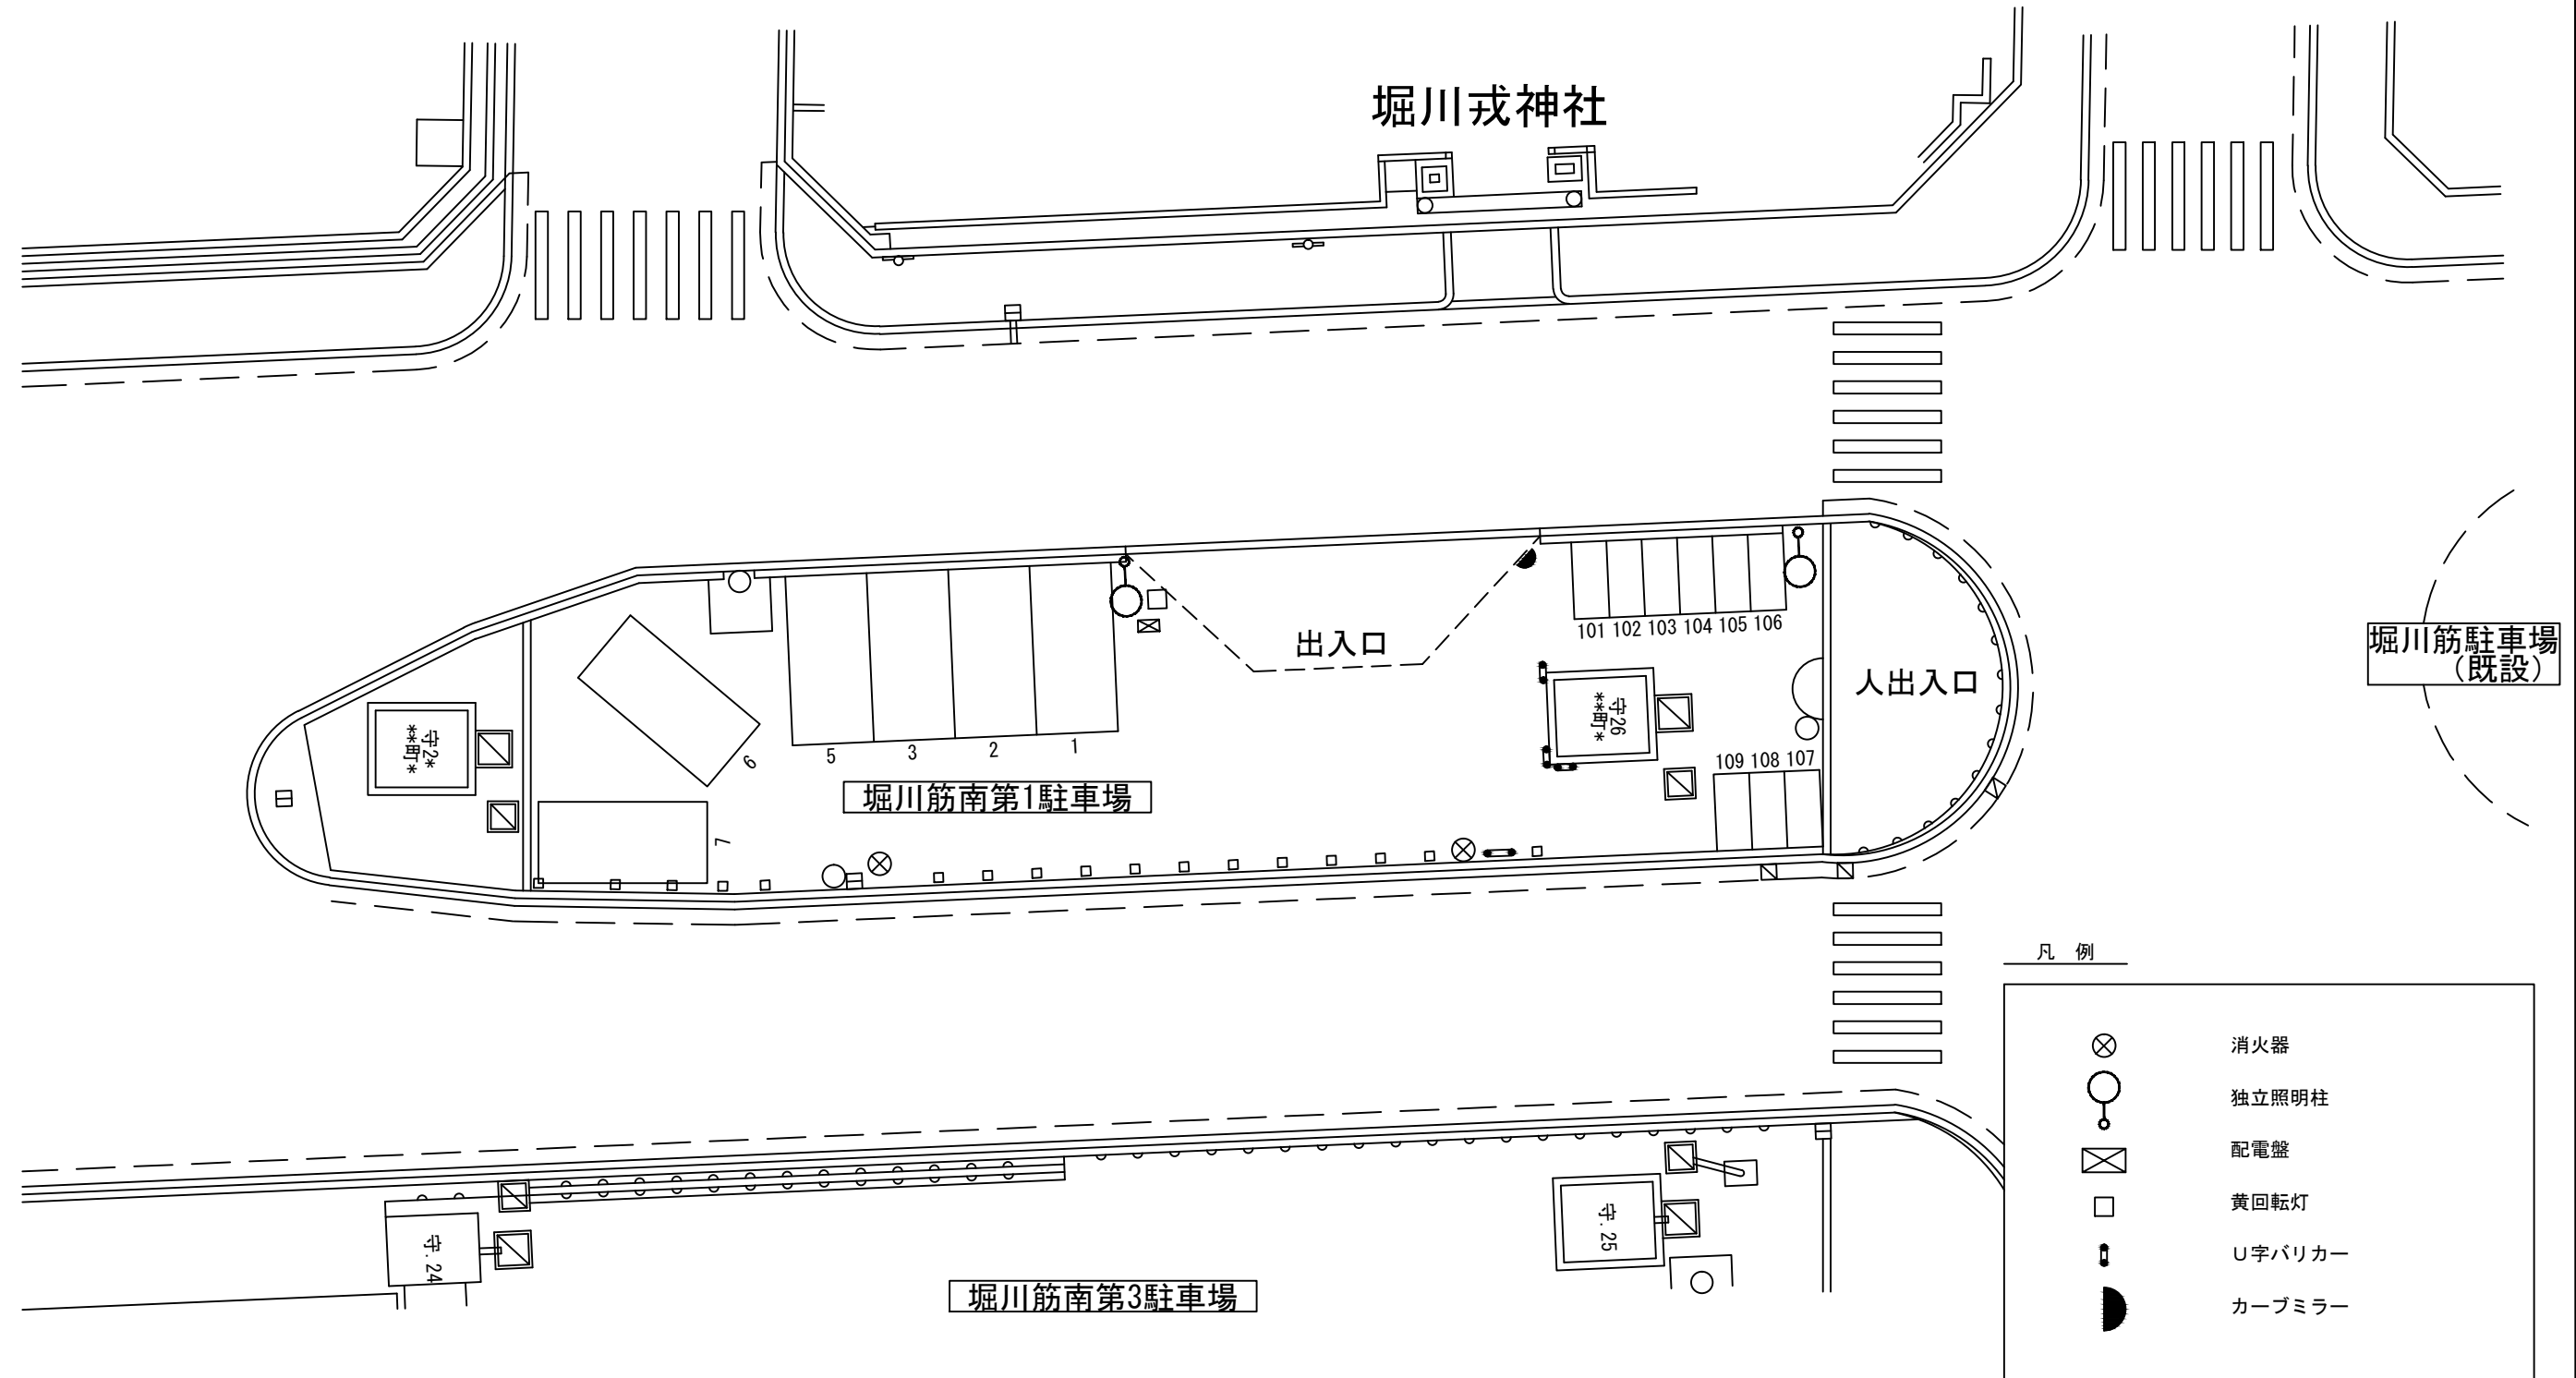 堀川戎神社
出入口
101 102 103 104 105 106
堀川筋駐車場
（既設）
人出入口
守26
**町*
守2*
**町*
5 3 2 1
6
109 108 107
堀川筋南第1駐車場
7
凡 例
消火器
独立照明柱
配電盤
黄回転灯
U字バリカー
カーブミラー
守.24
守.25
堀川筋南第3駐車場